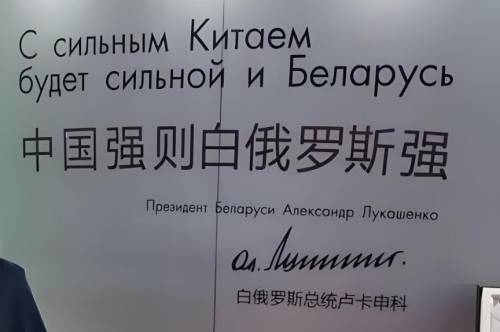 С сильным Китаем
будет сильной и Беларусь
中国强则白俄罗斯强
Президент Беларуси Александр Лукашенко
白俄罗斯总统卢卡申科